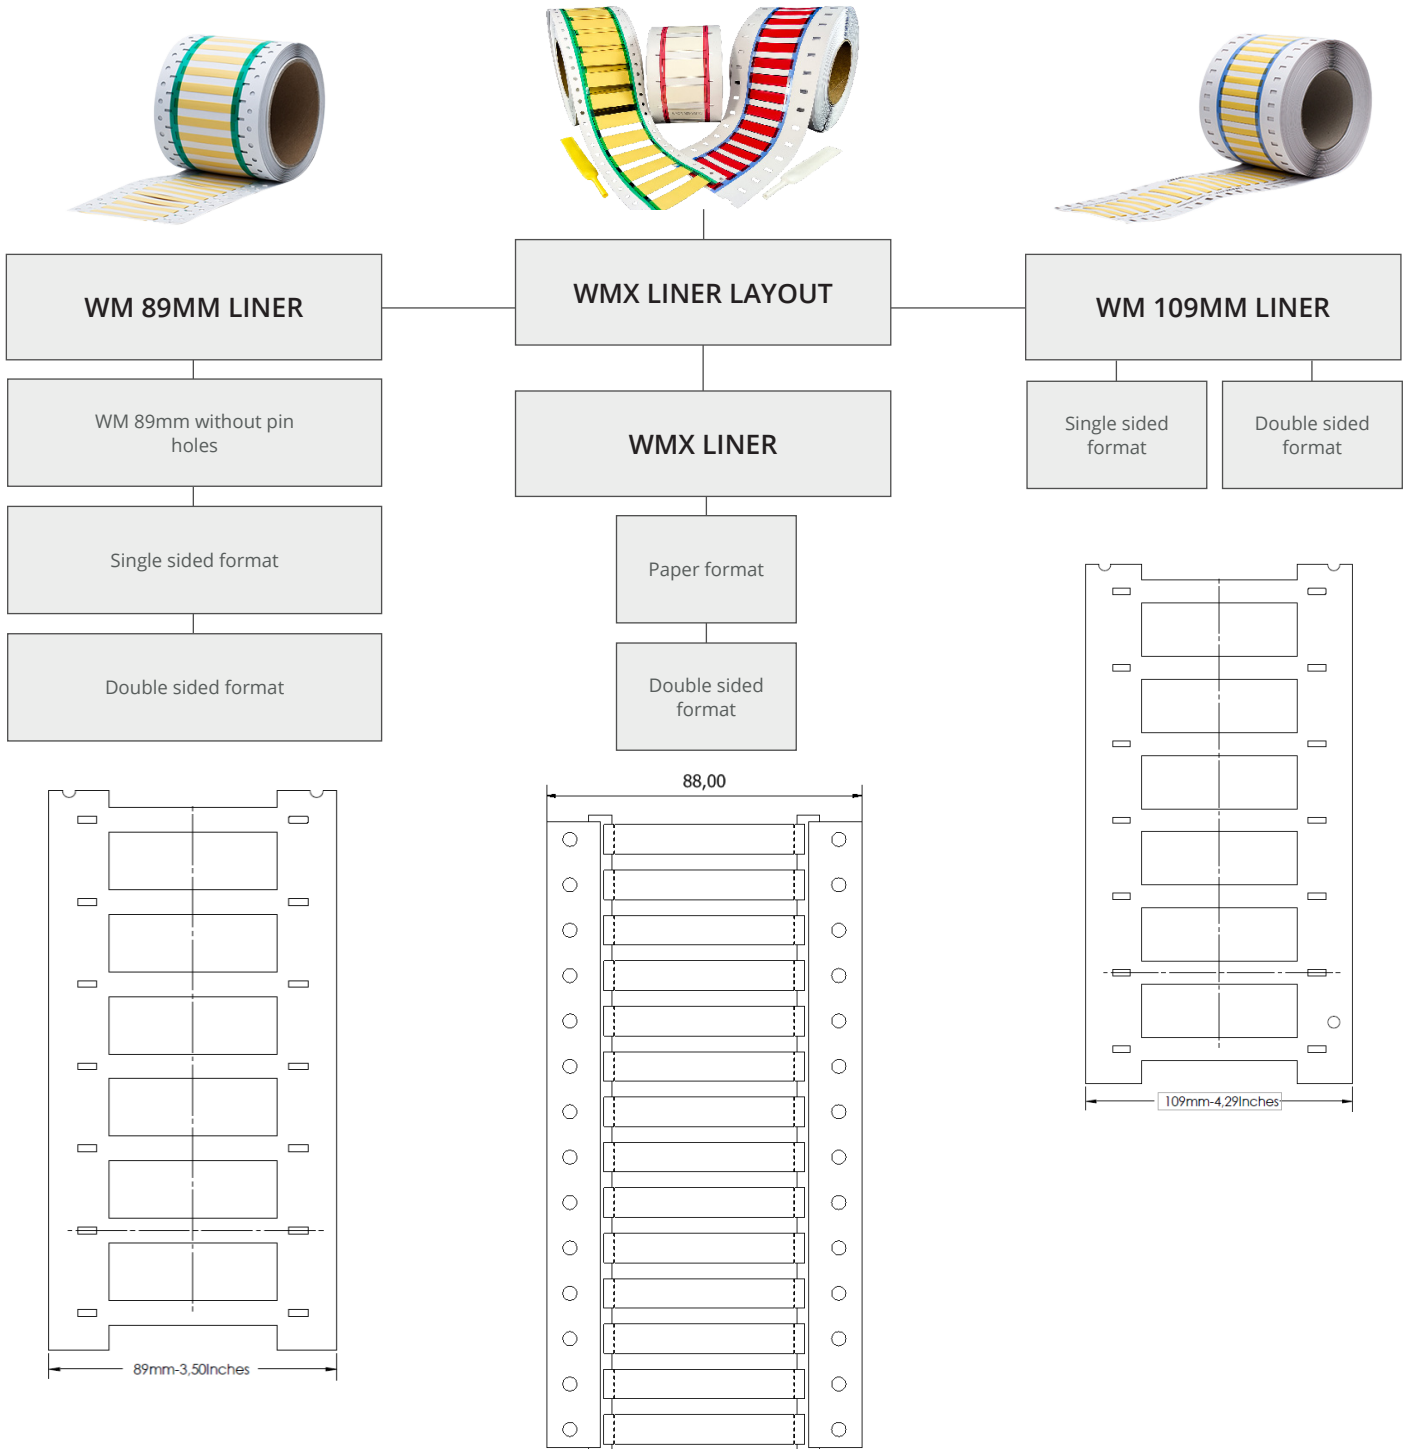 WM 89MM LINER
WM 89mm without pin
holes
Single sided format
Double sided format
89mm-3,50Inches
WMX LINER LAYOUT
WMX LINER
Paper format
Double sided
format
88,00
WM 109MM LINER
Single sided
format
Double sided
format
109mm-4,29Inches